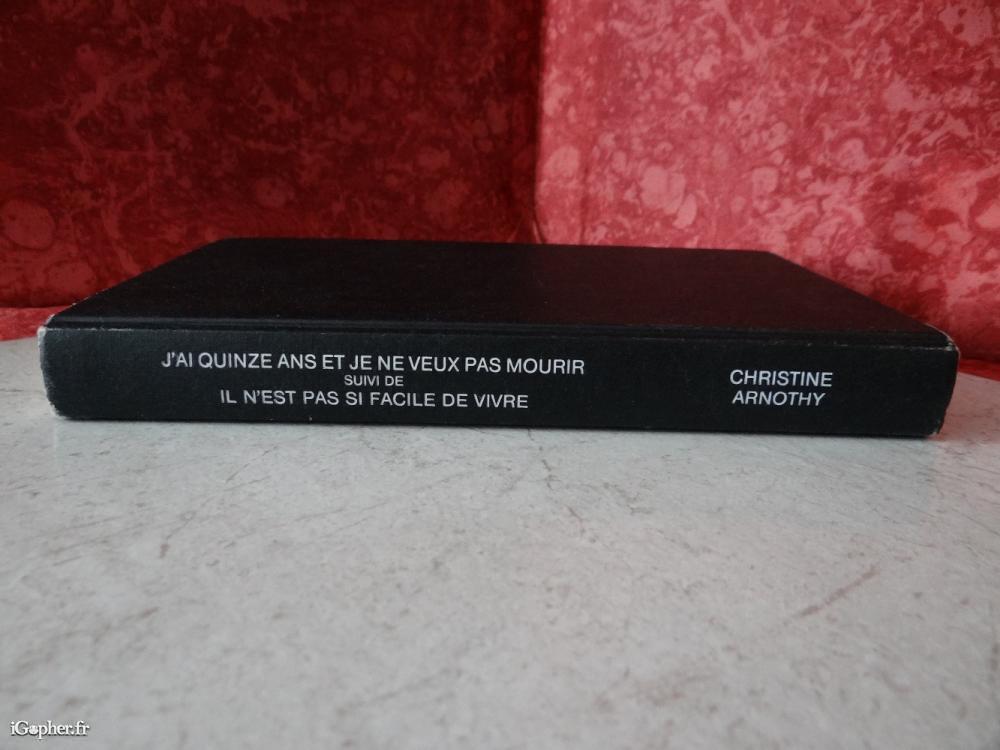 J'AI QUINZE ANS ET JE NE VEUX PAS MOURIR
SUIVI DE
IL N'EST PAS SI FACILE DE VIVRE
CHRISTINE
ARNOTHY
iGopher.fr